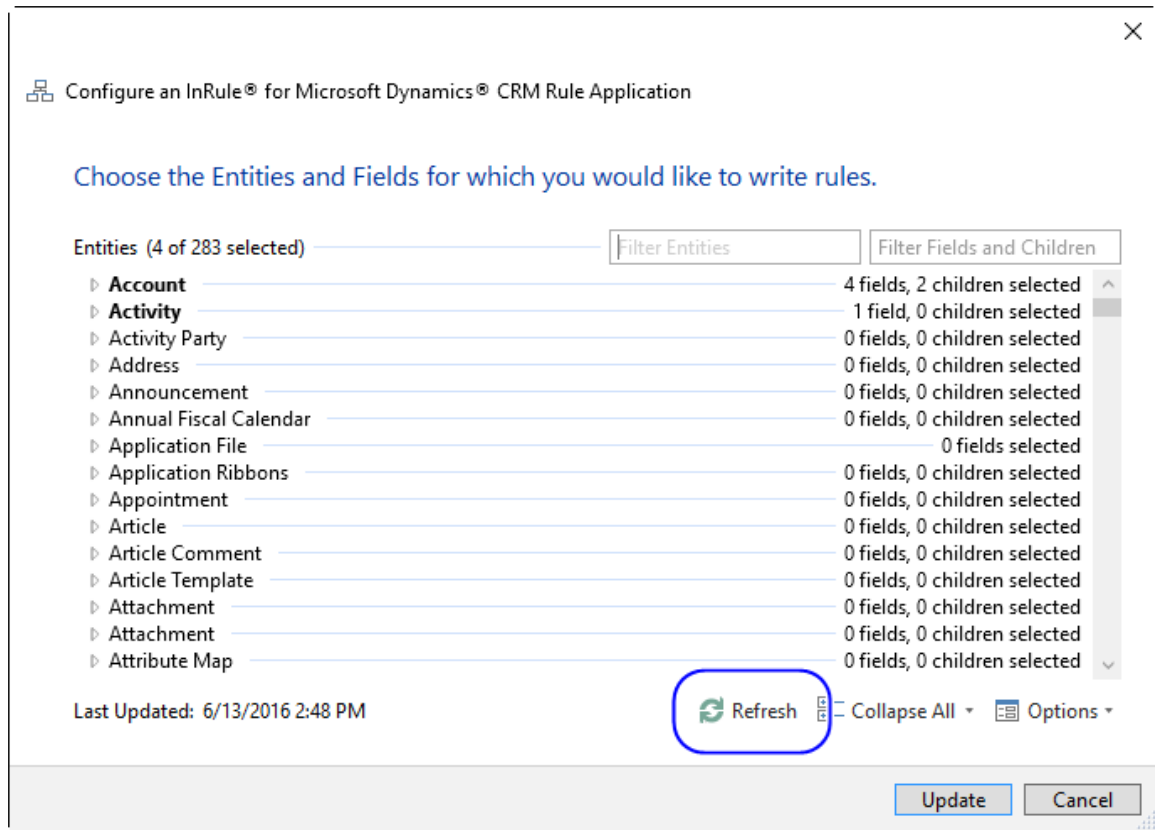 Configure an InRule® for Microsoft Dynamics® CRM Rule Application
Choose the Entities and Fields for which you would like to write rules.
Entities (4 of 283 selected) Filter Entities Filter Fields and Children
Account 4 fields, 2 children selected
Activity 1 field, 0 children selected
Activity Party 0 fields, 0 children selected
Address 0 fields, 0 children selected
Announcement 0 fields, 0 children selected
Annual Fiscal Calendar 0 fields, 0 children selected
Application File 0 fields selected
Application Ribbons 0 fields, 0 children selected
Appointment 0 fields, 0 children selected
Article 0 fields, 0 children selected
Article Comment 0 fields, 0 children selected
Article Template 0 fields, 0 children selected
Attachment 0 fields, 0 children selected
Attachment 0 fields, 0 children selected
Attribute Map 0 fields, 0 children selected
Last Updated: 6/13/2016 2:48 PM Refresh Collapse All Options
Update Cancel